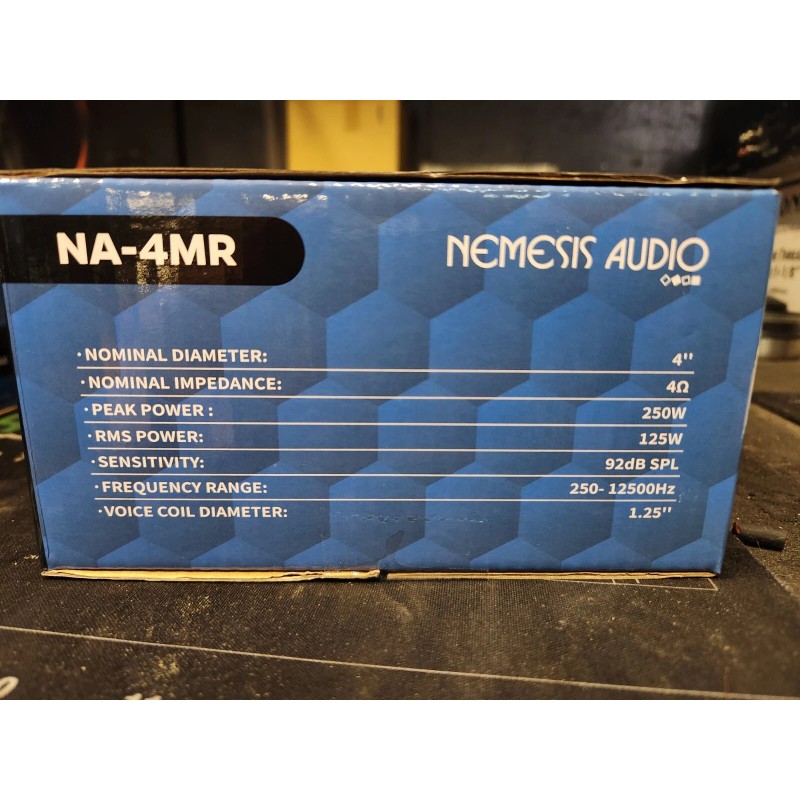 NA-4MR
NEMESIS AUDIO
· NOMINAL DIAMETER: 4''
· NOMINAL IMPEDANCE: 4Ω
· PEAK POWER : 250W
· RMS POWER: 125W
· SENSITIVITY: 92dB SPL
· FREQUENCY RANGE: 250- 12500Hz
· VOICE COIL DIAMETER: 1.25''